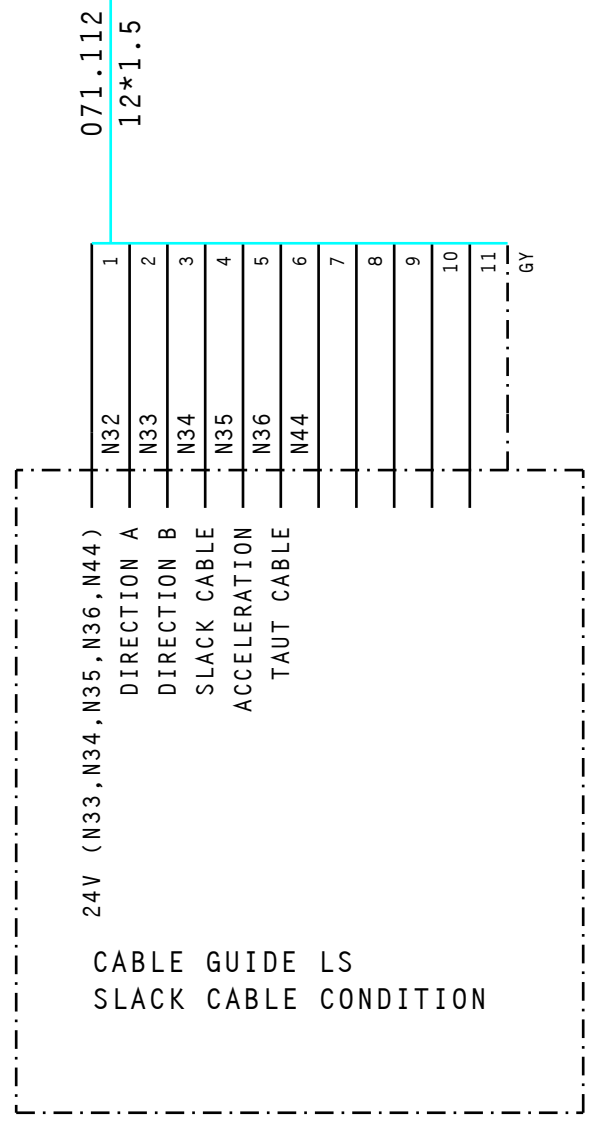 071.112
12*1.5
1
2
3
4
5
6
7
8
9
10
11
GY
N32
N33
N34
N35
N36
N44
24V (N33,N34,N35,N36,N44)
DIRECTION A
DIRECTION B
SLACK CABLE
ACCELERATION
TAUT CABLE
CABLE GUIDE LS
SLACK CABLE CONDITION